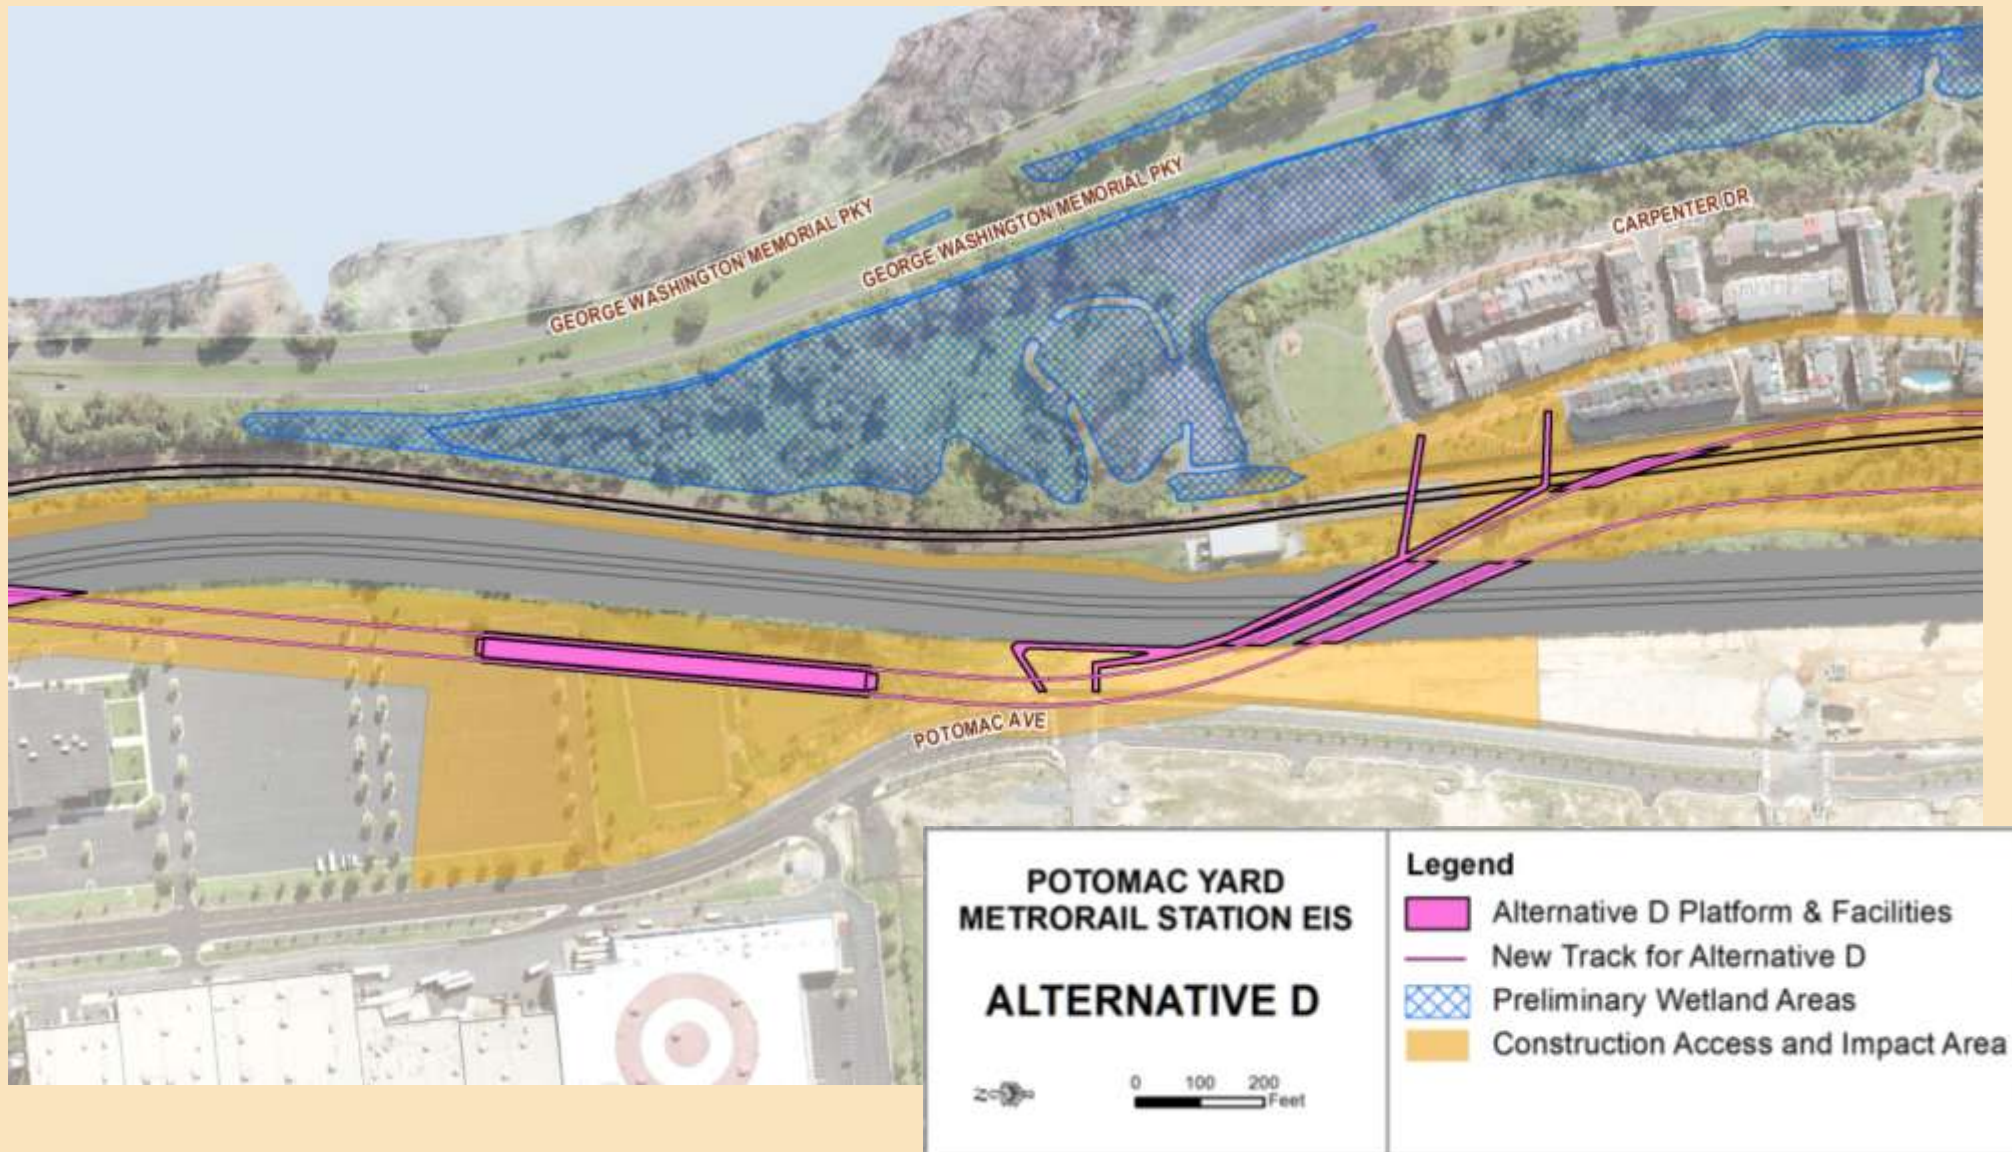 GEORGE WASHINGTON MEMORIAL PKY
GEORGE WASHINGTON MEMORIAL PKY
CARPENTER DR
POTOMAC AVE
POTOMAC YARD
METRORAIL STATION EIS
ALTERNATIVE D
N
0 100 200
Feet
Legend
Alternative D Platform & Facilities
New Track for Alternative D
Preliminary Wetland Areas
Construction Access and Impact Area